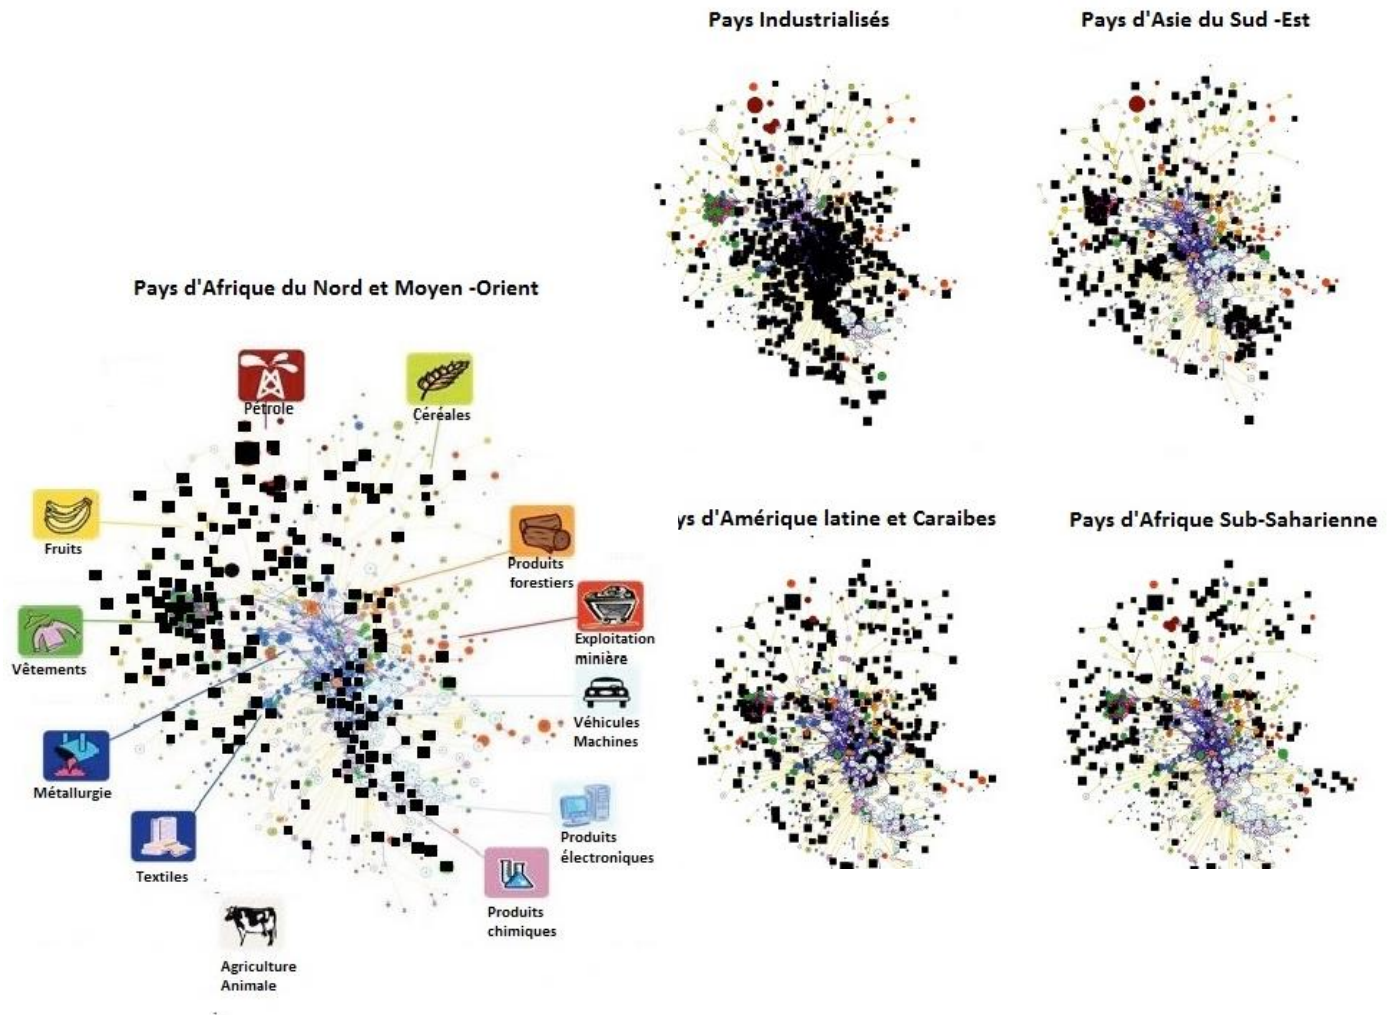 Pays Industrialisés
Pays d'Asie du Sud -Est
Pays d'Afrique du Nord et Moyen -Orient
Pétrole
Céréales
Fruits
Produits
forestiers
Vêtements
Exploitation
minière
Véhicules
Machines
Métallurgie
Produits
électroniques
Textiles
Produits
chimiques
Agriculture
Animale
ys d'Amérique latine et Caraibes
Pays d'Afrique Sub-Saharienne